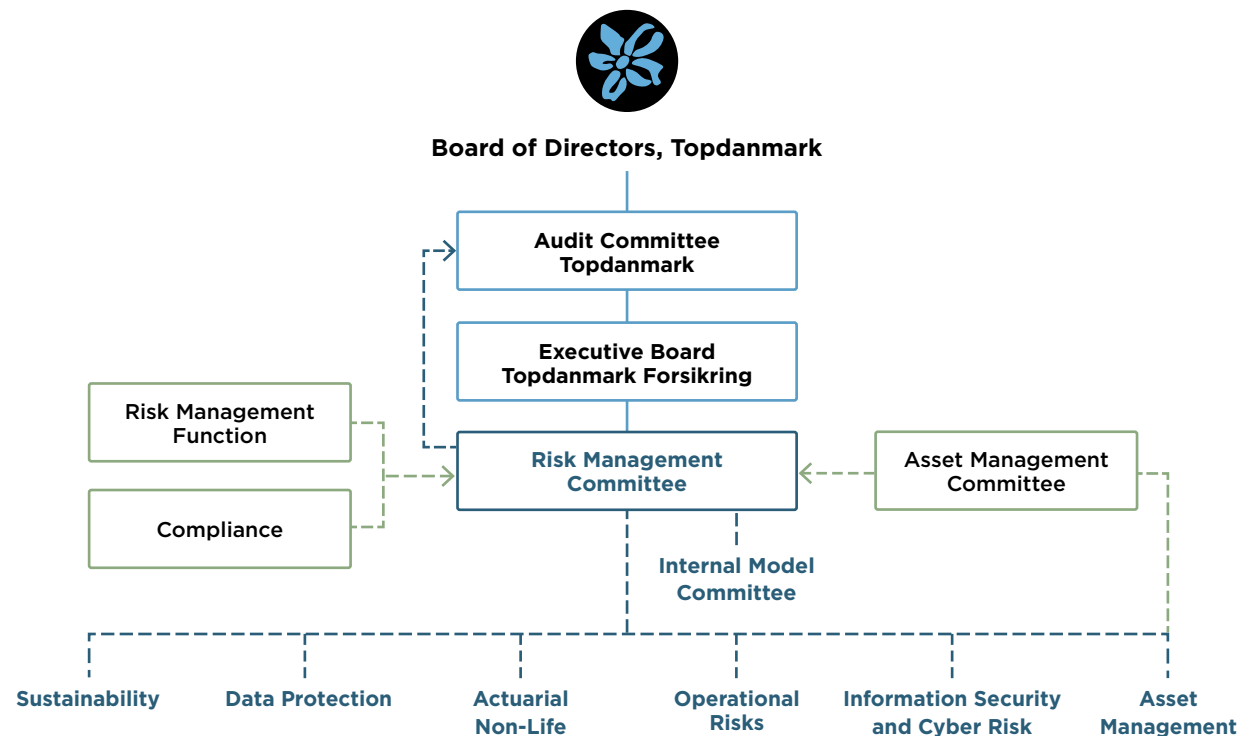 Board of Directors, Topdanmark
Audit Committee
Topdanmark
Executive Board
Topdanmark Forsikring
Risk Management
Function
Compliance
Risk Management
Committee
Asset Management
Committee
Internal Model
Committee
Sustainability
Data Protection
Actuarial
Non-Life
Operational
Risks
Information Security
and Cyber Risk
Asset
Management